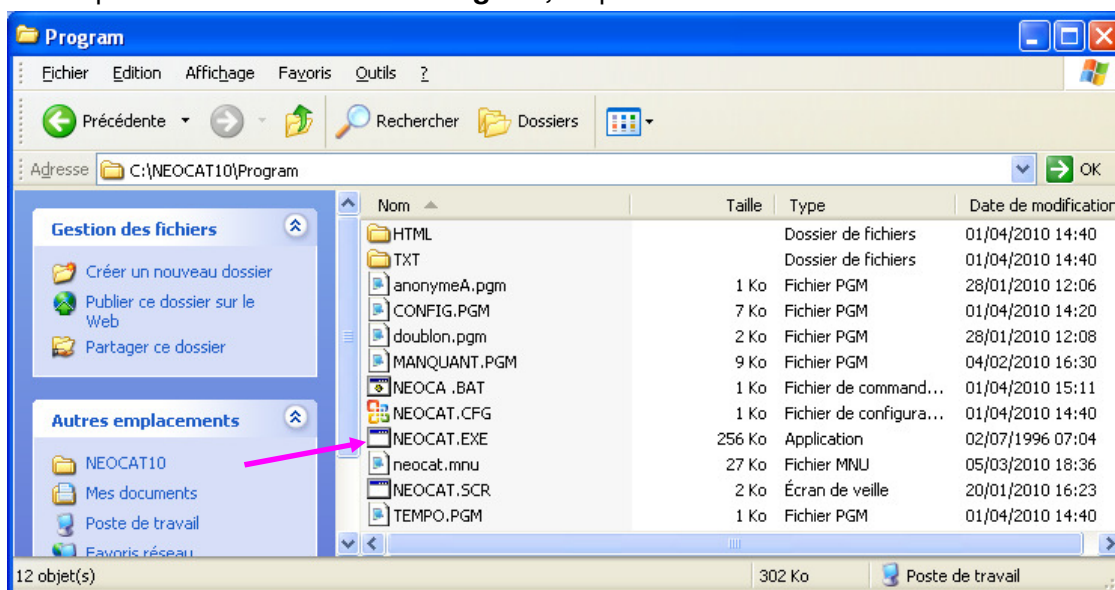 Program
Fichier Edition Affichage Favoris Outils ?
Précédente Rechercher Dossiers
Adresse C:\NEOCAT10\Program OK
Gestion des fichiers
Créer un nouveau dossier
Publier ce dossier sur le
Web
Partager ce dossier
Autres emplacements
NEOCAT10
Mes documents
Poste de travail
Favoris réseau
Nom Taille Type Date de modification
HTML Dossier de fichiers 01/04/2010 14:40
TXT Dossier de fichiers 01/04/2010 14:40
anonymeA.pgm 1 Ko Fichier PGM 28/01/2010 12:06
CONFIG.PGM 7 Ko Fichier PGM 01/04/2010 14:20
doublon.pgm 2 Ko Fichier PGM 28/01/2010 12:08
MANQUANT.PGM 9 Ko Fichier PGM 04/02/2010 16:30
NEOCA .BAT 1 Ko Fichier de command... 01/04/2010 15:11
NEOCAT.CFG 1 Ko Fichier de configura... 01/04/2010 14:40
NEOCAT.EXE 256 Ko Application 02/07/1996 07:04
neocat.mnu 27 Ko Fichier MNU 05/03/2010 18:36
NEOCAT.SCR 2 Ko Écran de veille 20/01/2010 16:23
TEMPO.PGM 1 Ko Fichier PGM 01/04/2010 14:40
12 objet(s) 302 Ko Poste de travail